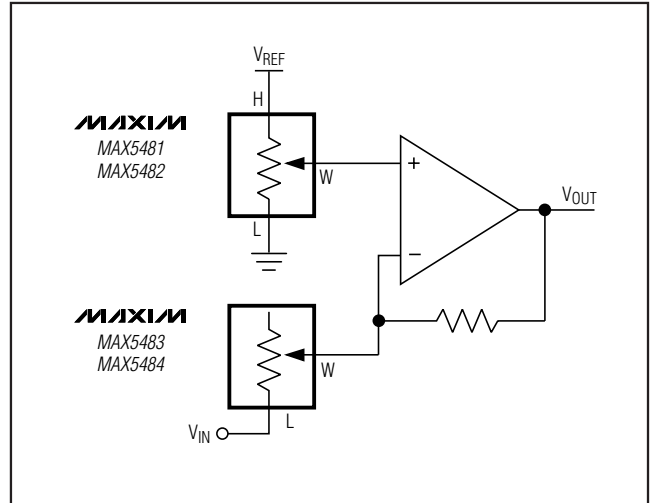 V_REF
H
MAXIM
MAX5481
MAX5482
W
+
V_OUT
L
−
MAXIM
MAX5483
MAX5484
W
L
V_IN